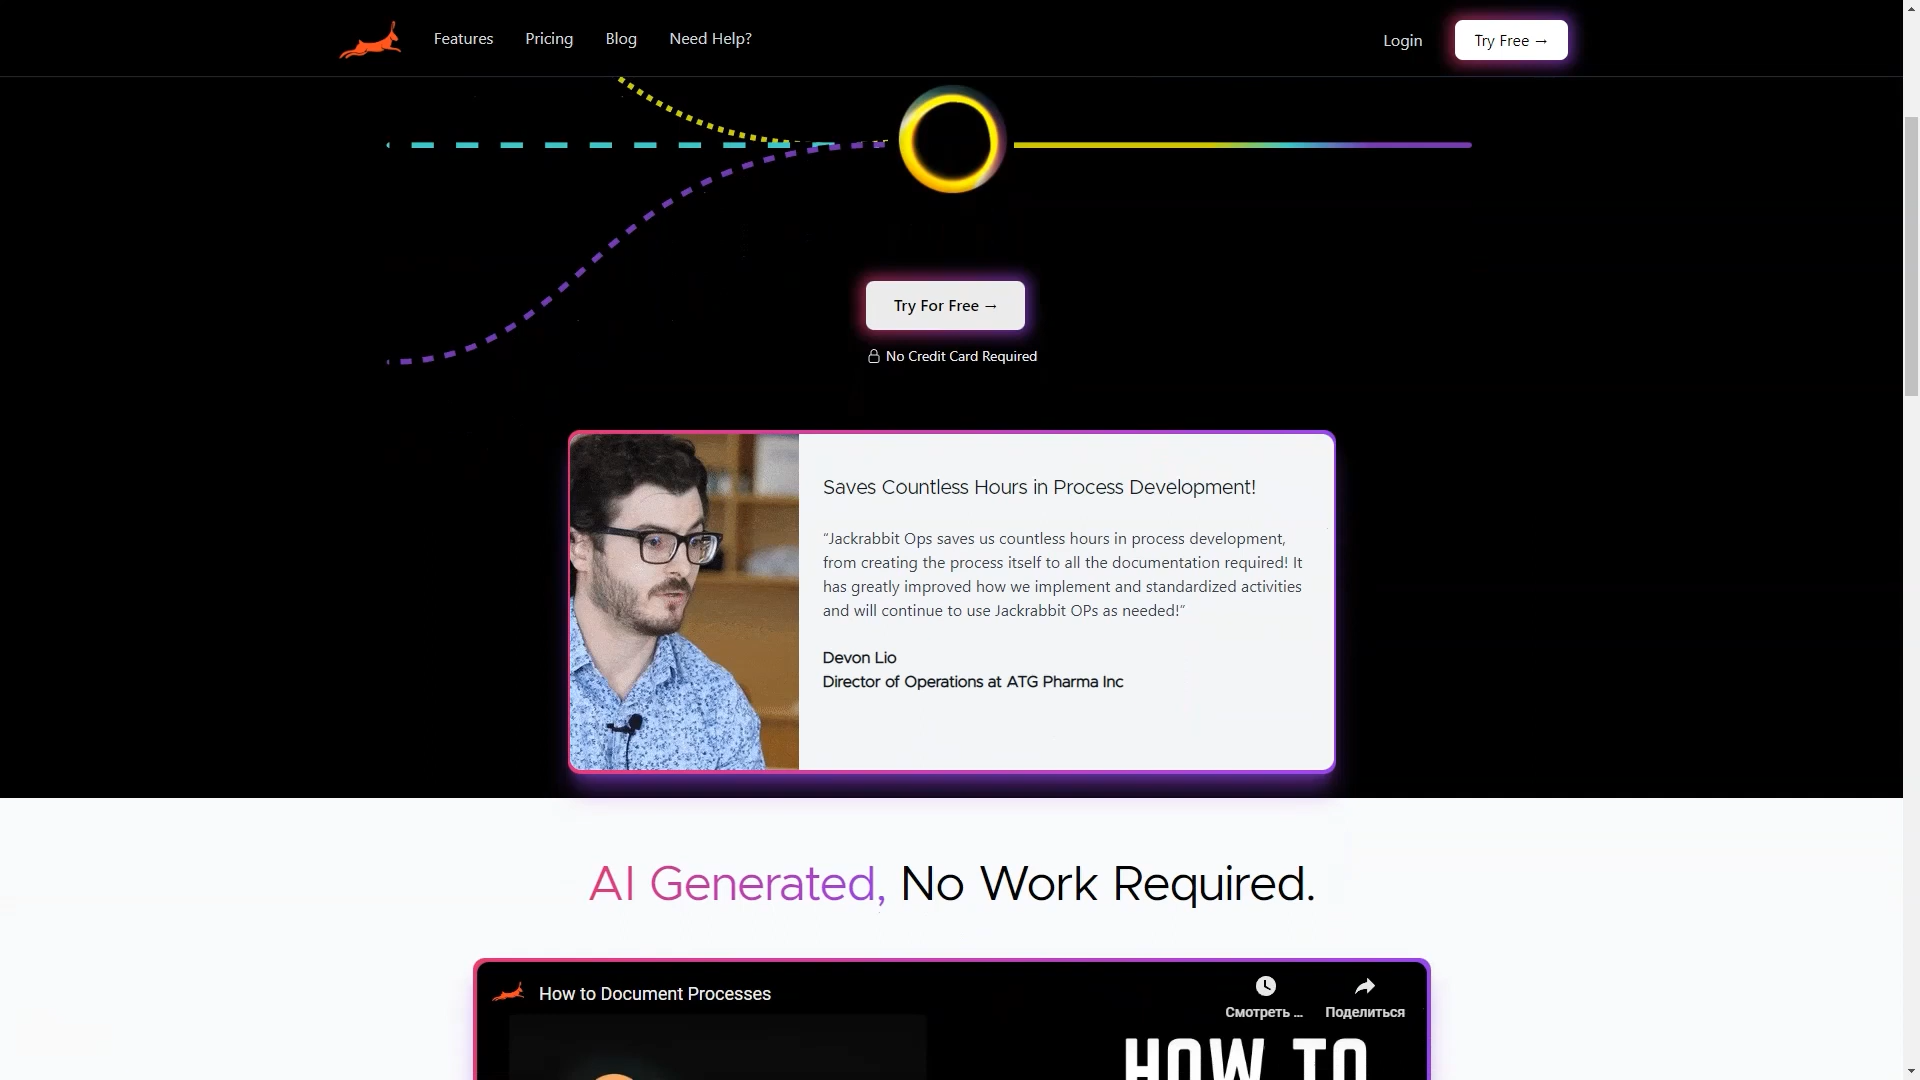 Features Pricing Blog Need Help? Login Try Free →
Try For Free →
No Credit Card Required
Saves Countless Hours in Process Development!
“Jackrabbit Ops saves us countless hours in process development,
from creating the process itself to all the documentation required! It
has greatly improved how we implement and standardized activities
and will continue to use Jackrabbit OPs as needed!”
Devon Lio
Director of Operations at ATG Pharma Inc
AI Generated, No Work Required.
How to Document Processes
Смотреть ... Поделиться
HOW TO